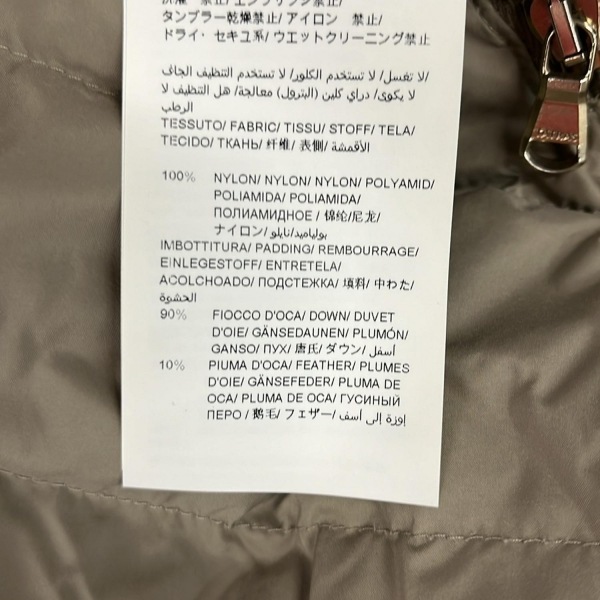 タンブラー乾燥禁止/ アイロン 禁止/
ドライ・セキユ系/ ウエットクリーニング禁止
/لا تغسل/ لا تستخدم الكلور/ لا تستخدم التنظيف الجاف
لا يكوى/ دراي كلين (البترول) معالجة/ هل التنظيف لا
الرطب
TESSUTO/ FABRIC/ TISSU/ STOFF/ TELA/
TECIDO/ ТКАНЬ/ 纤维/ 表側/ الأقمشة
100% NYLON/ NYLON/ NYLON/ POLYAMID/
POLIAMIDA/ POLIAMIDA/
ПОЛИАМИДНОЕ / 锦纶/尼龙/
ナイロン/ بولياميد/نايلو
IMBOTTITURA/ PADDING/ REMBOURRAGE/
EINLEGESTOFF/ ENTRETELA/
ACOLCHOADO/ ПОДСТЕЖКА/ 填料/ 中わた/
الحشوة
90% FIOCCO D'OCA/ DOWN/ DUVET
D'OIE/ GÄNSEDAUNEN/ PLUMÓN/
GANSO/ ПУХ/ 唐氏/ ダウン/ أسفل
10% PIUMA D'OCA/ FEATHER/ PLUMES
D'OIE/ GÄNSEFEDER/ PLUMA DE
OCA/ PLUMA DE OCA/ ГУСИНЫЙ
ПЕРО / 鹅毛/ フェザー/ إوزة إلى أسف